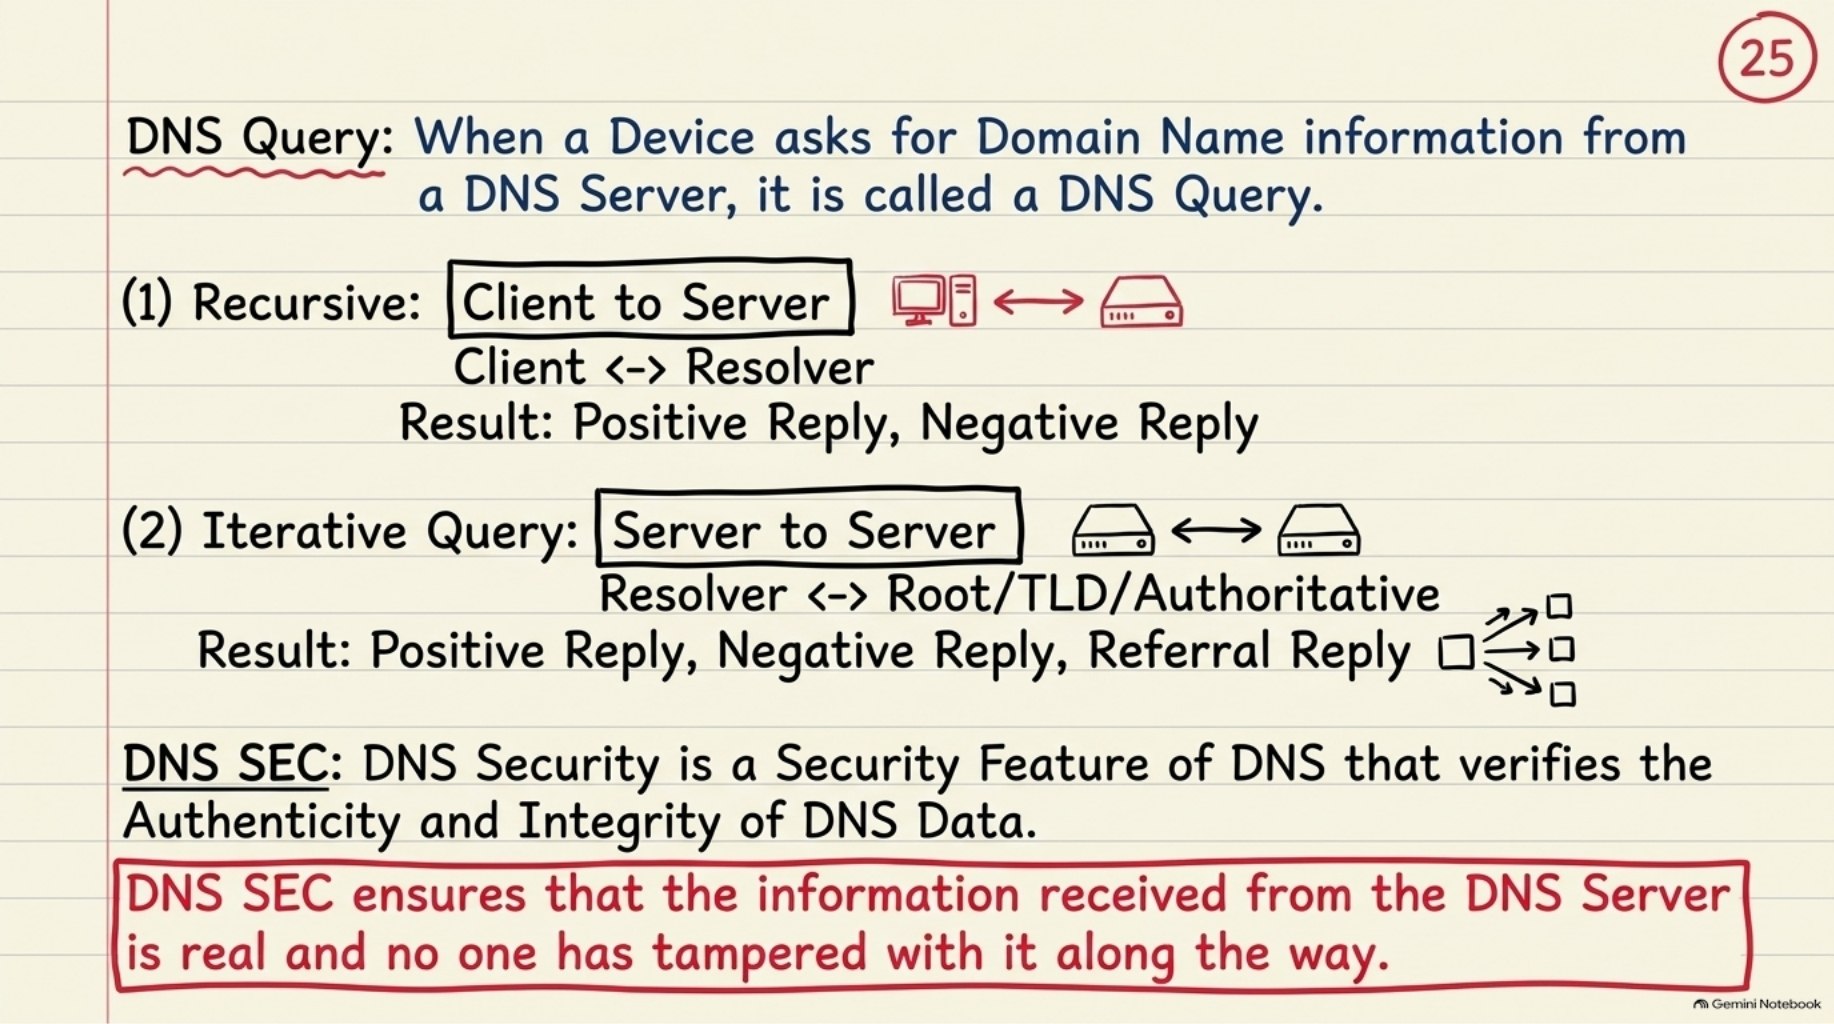 25
DNS Query: When a Device asks for Domain Name information from
a DNS Server, it is called a DNS Query.
(1) Recursive: Client to Server
Client <-> Resolver
Result: Positive Reply, Negative Reply
(2) Iterative Query: Server to Server
Resolver <-> Root/TLD/Authoritative
Result: Positive Reply, Negative Reply, Referral Reply
DNS SEC: DNS Security is a Security Feature of DNS that verifies the
Authenticity and Integrity of DNS Data.
DNS SEC ensures that the information received from the DNS Server
is real and no one has tampered with it along the way.
Gemini Notebook